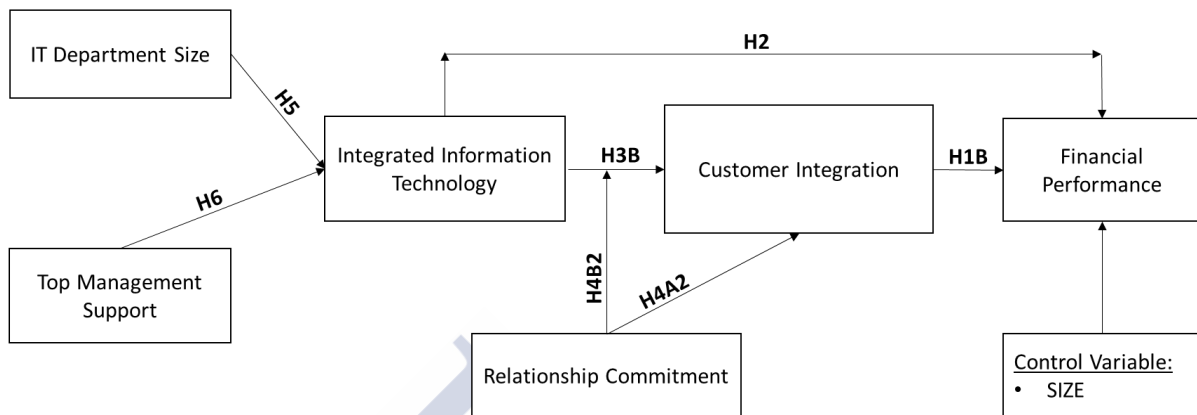 IT Department Size
H2
H5
Integrated Information
Technology
H3B
Customer Integration
H1B
Financial
Performance
H6
Top Management
Support
H4B2
H4A2
Relationship Commitment
Control Variable:
• SIZE